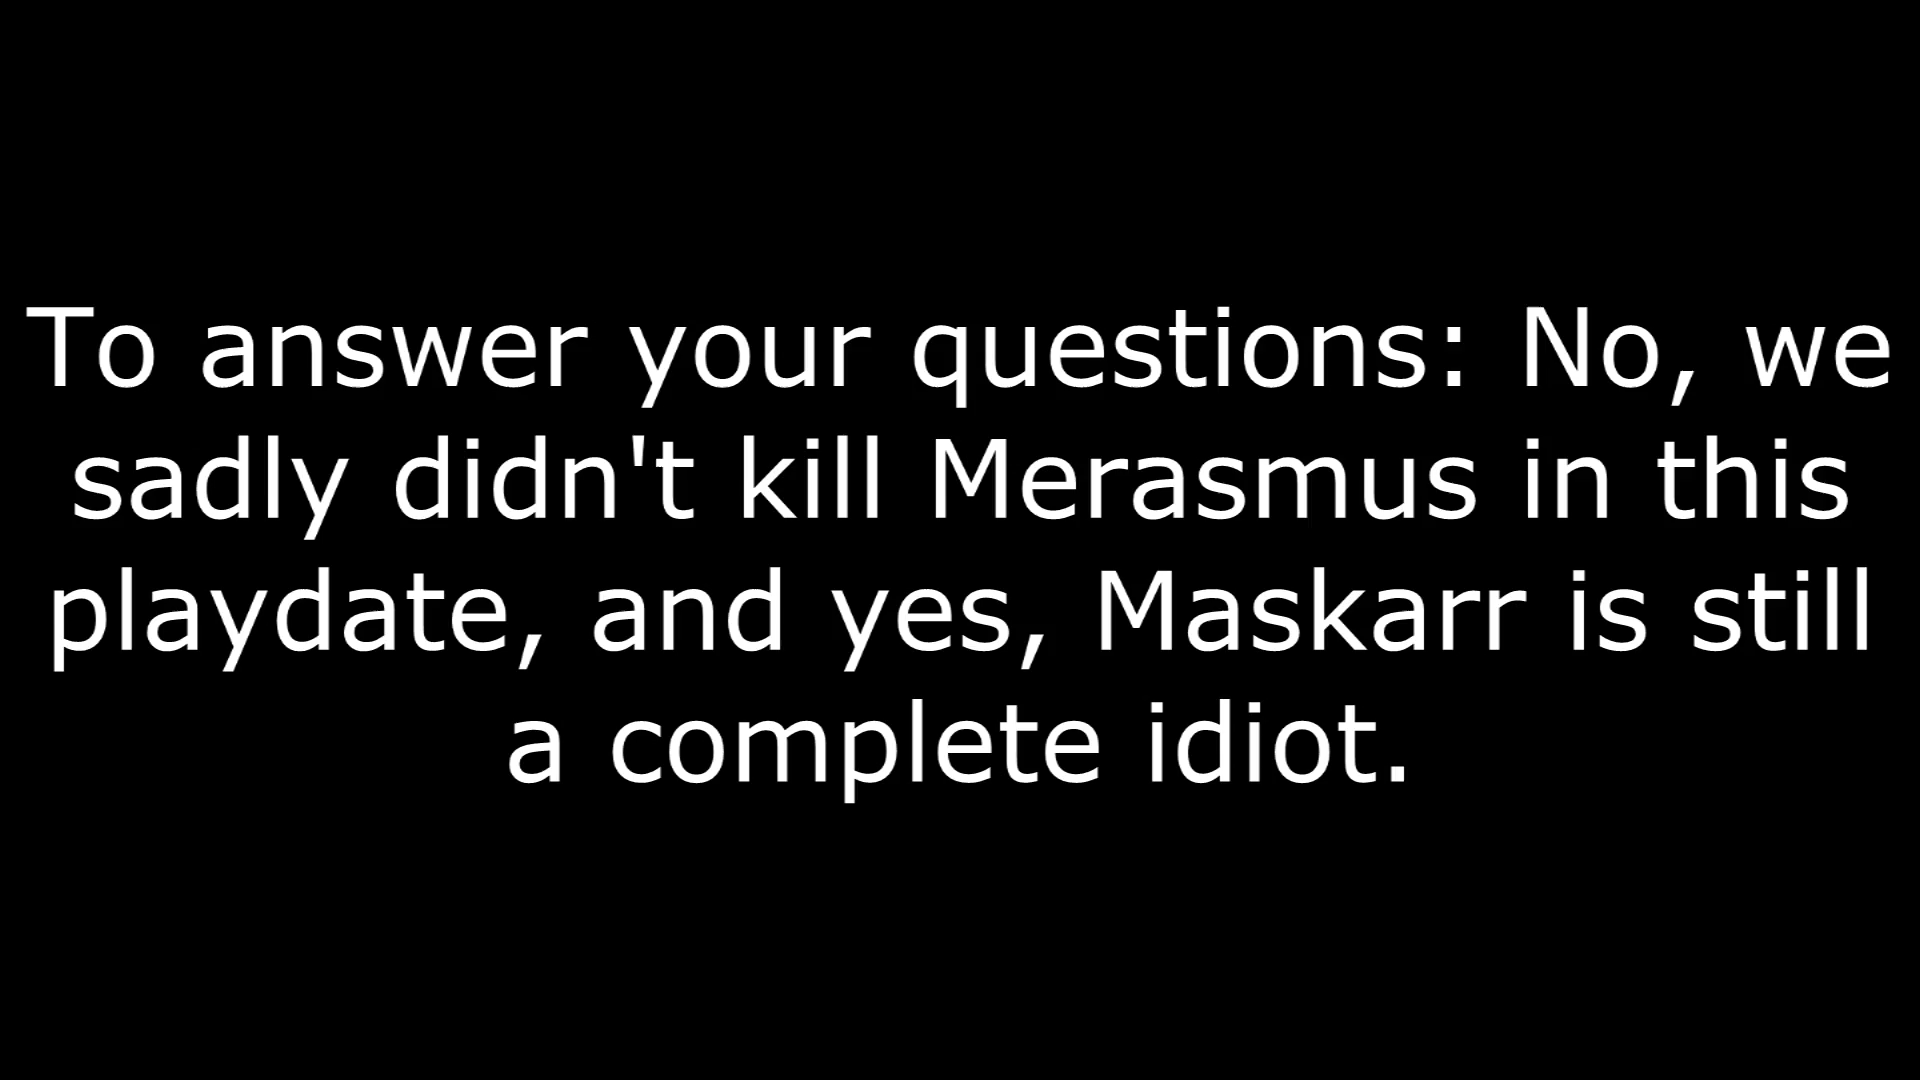 To answer your questions: No, we
sadly didn't kill Merasmus in this
playdate, and yes, Maskarr is still
a complete idiot.